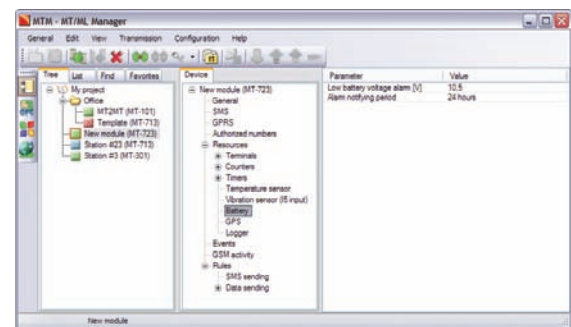 MTM - MT/ML Manager
General Edit View Transmission Configuration Help
Tree List Find Favorites
My project
Office
MT2MT (MT-101)
Template (MT-713)
New module (MT-723)
Station #23 (MT-713)
Station #3 (MT-301)
Device
New module (MT-723)
General
SMS
GPRS
Authorized numbers
Resources
Terminals
Counters
Timers
Temperature sensor
Vibration sensor (I5 input)
Battery
GPS
Logger
Events
GSM activity
Rules
SMS sending
Data sending
Parameter Value
Low battery voltage alarm [V] 10.5
Alarm notifying period 24 hours
New module